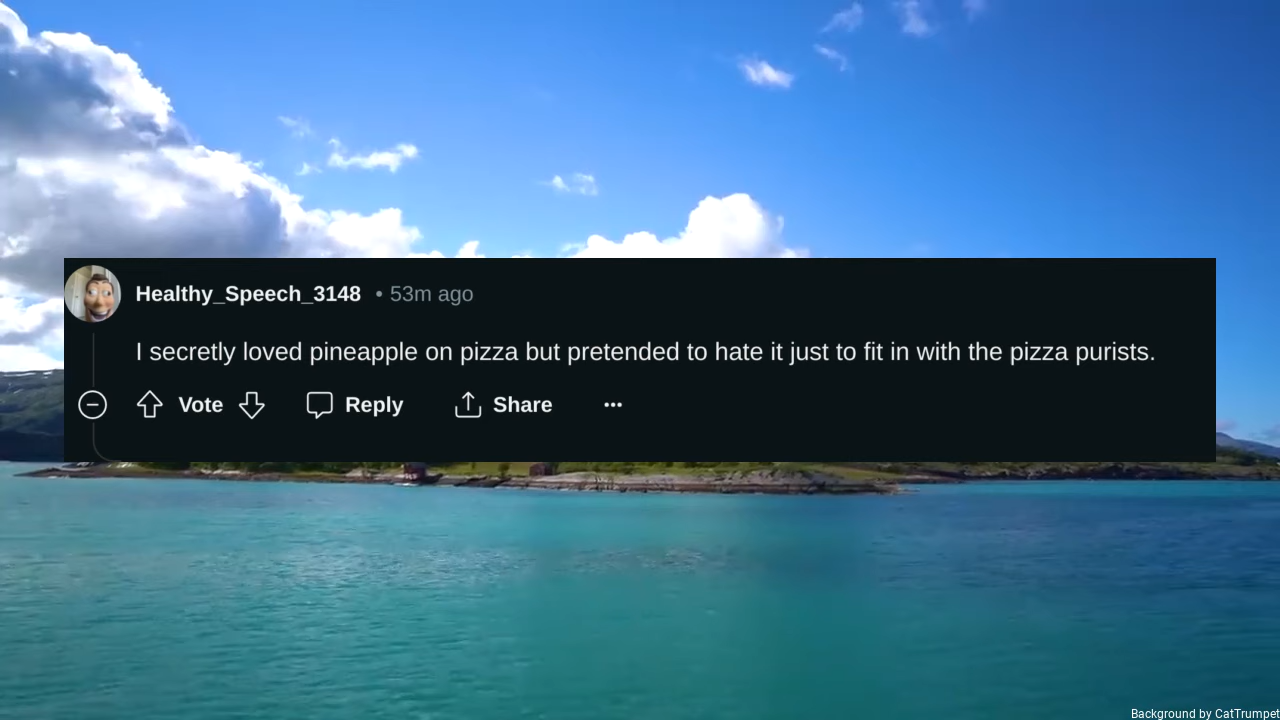 Healthy_Speech_3148 • 53m ago
I secretly loved pineapple on pizza but pretended to hate it just to fit in with the pizza purists.
Vote Reply Share ...
Background by CatTrumpet